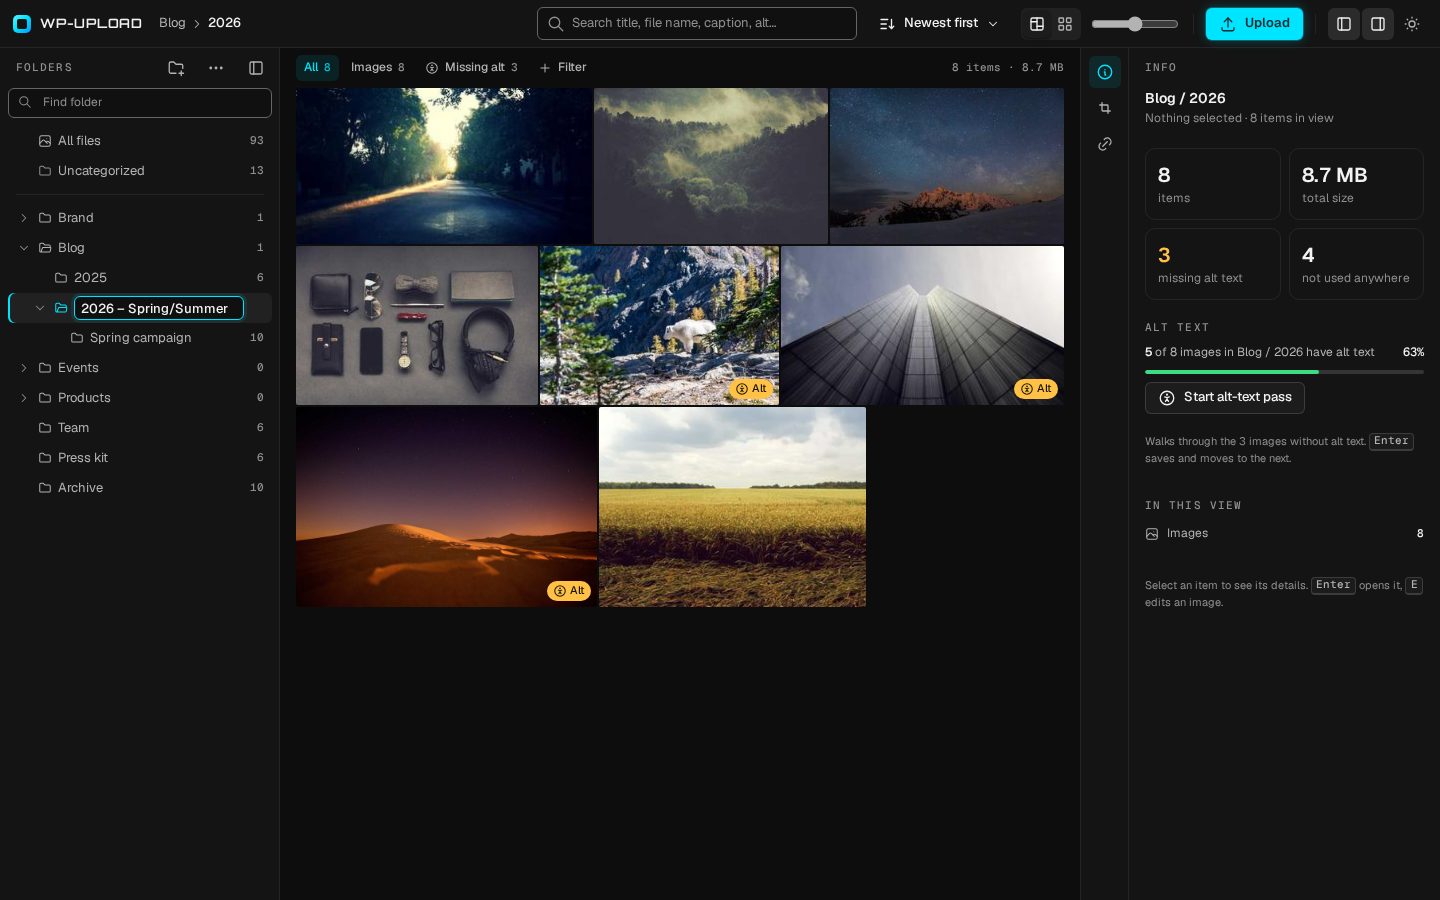 WP-UPLOAD
Blog > 2026
Search title, file name, caption, alt...
Newest first
Upload
FOLDERS
Find folder
All files 93
Uncategorized 13
Brand 1
Blog 1
2025 6
2026 – Spring/Summer
Spring campaign 10
Events 0
Products 0
Team 6
Press kit 6
Archive 10
All 8
Images 8
Missing alt 3
Filter
8 items · 8.7 MB
Alt
Alt
Alt
INFO
Blog / 2026
Nothing selected · 8 items in view
8
items
8.7 MB
total size
3
missing alt text
4
not used anywhere
ALT TEXT
5 of 8 images in Blog / 2026 have alt text 63%
Start alt-text pass
Walks through the 3 images without alt text. Enter
saves and moves to the next.
IN THIS VIEW
Images 8
Select an item to see its details. Enter opens it, E
edits an image.